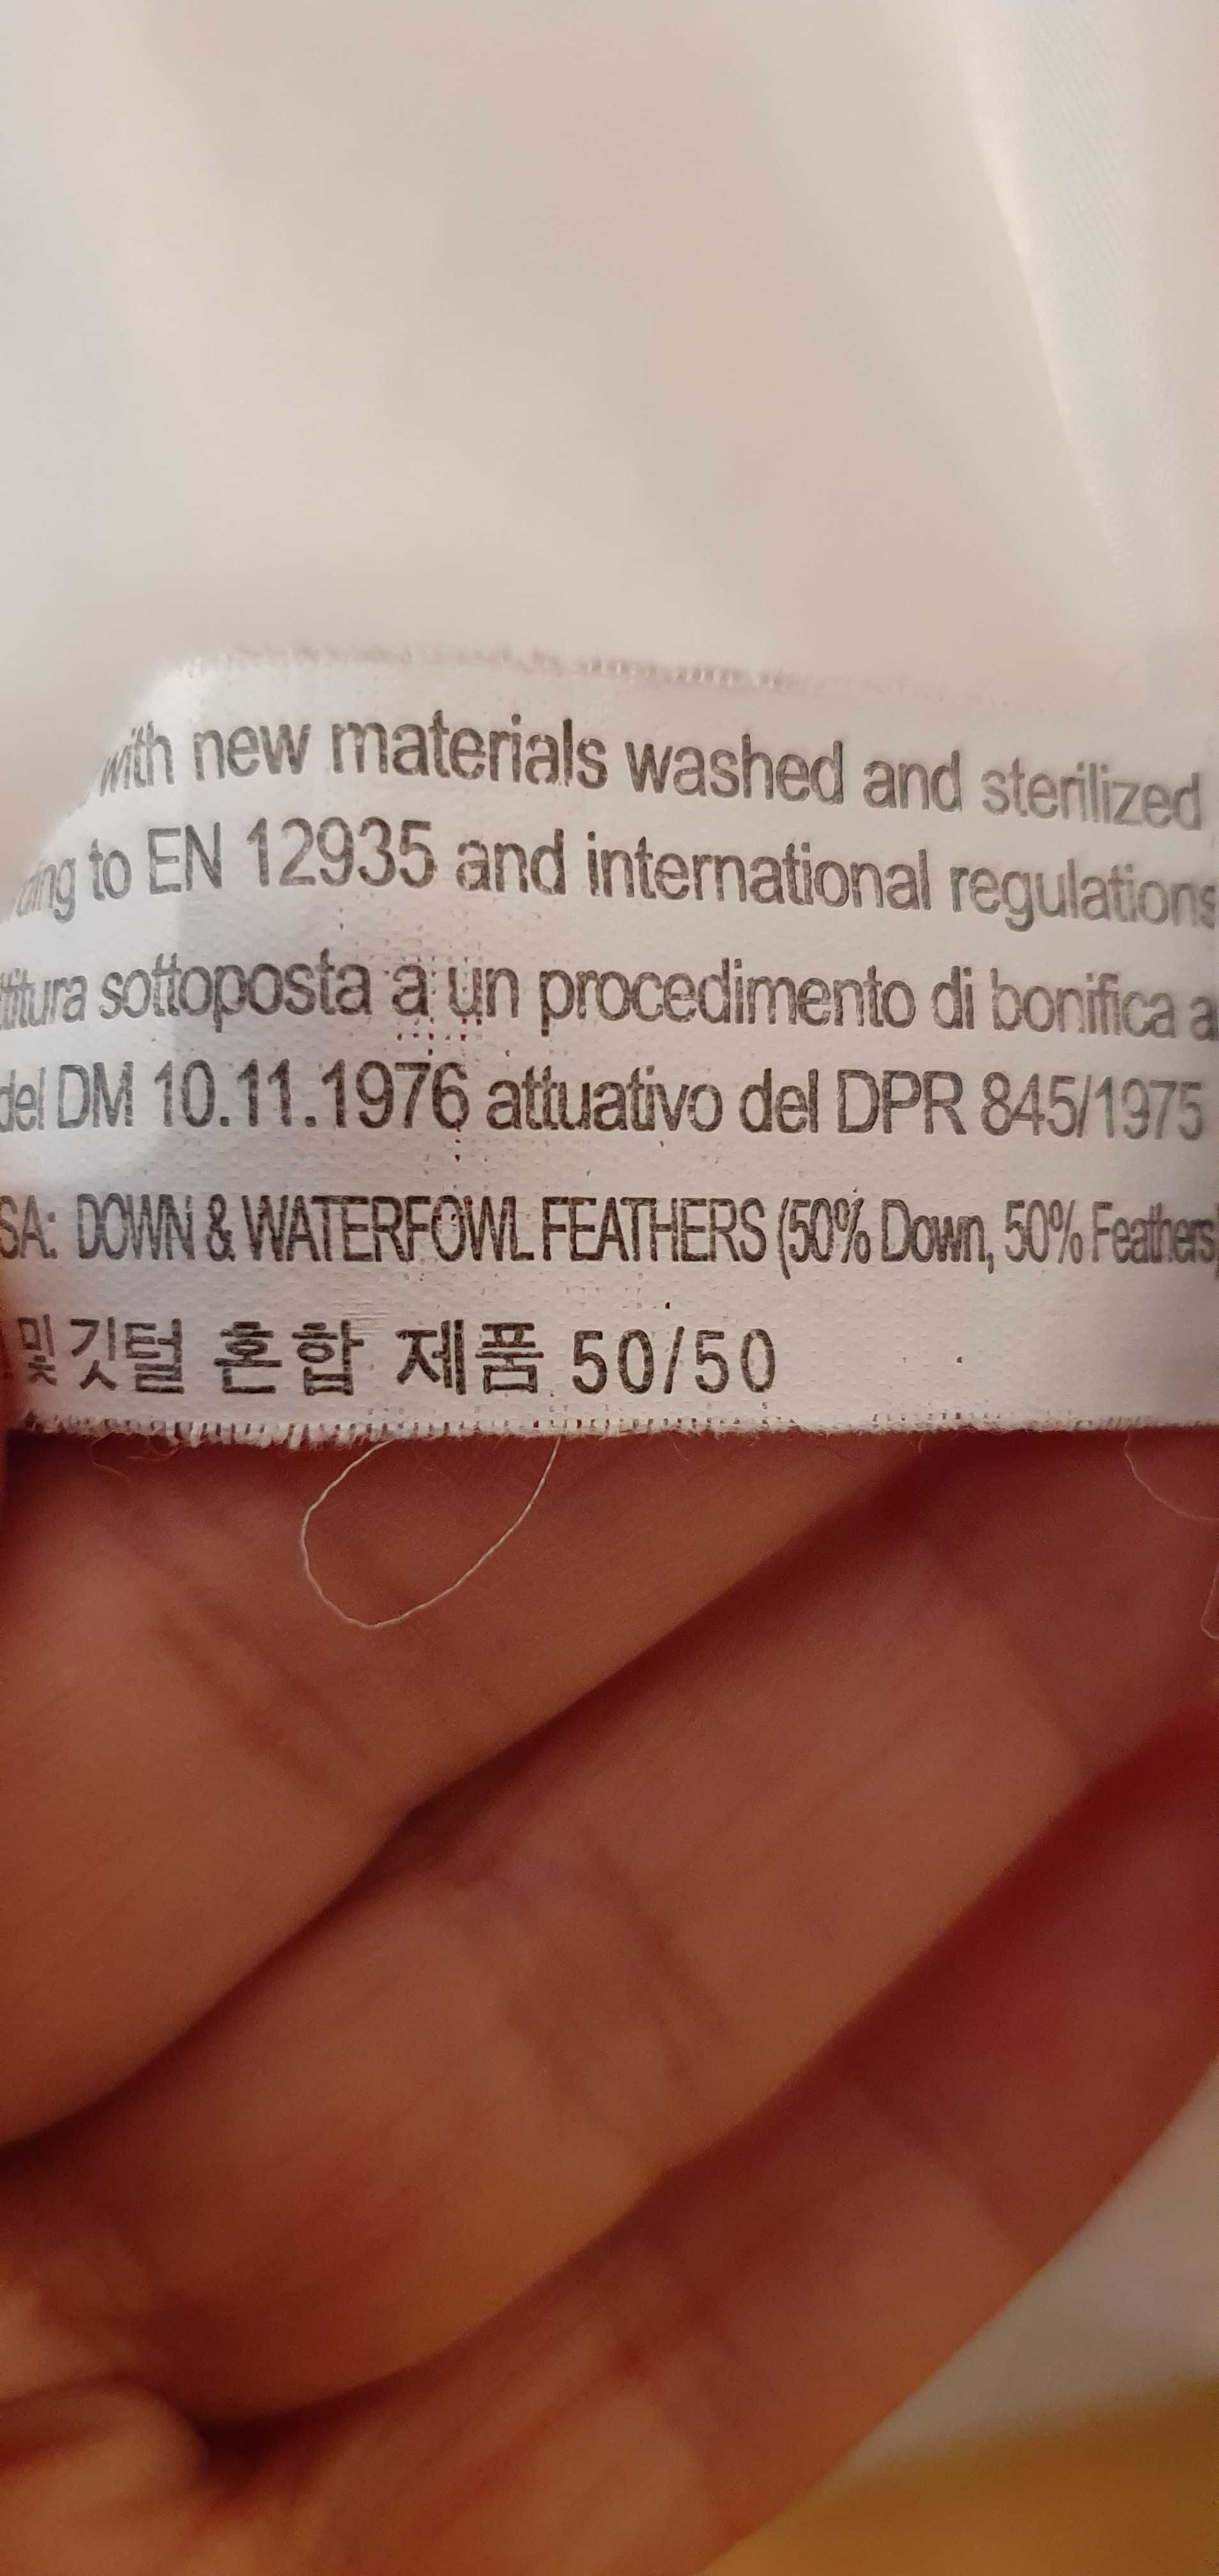 with new materials washed and sterilized
to EN 12935 and international regulations
sottoposta a un procedimento di bonifica a
del DM 10.11.1976 attuativo del DPR 845/1975
SA: DOWN & WATERFOWL FEATHERS (50% Down, 50% Feathers)
및 깃털 혼합 제품 50/50